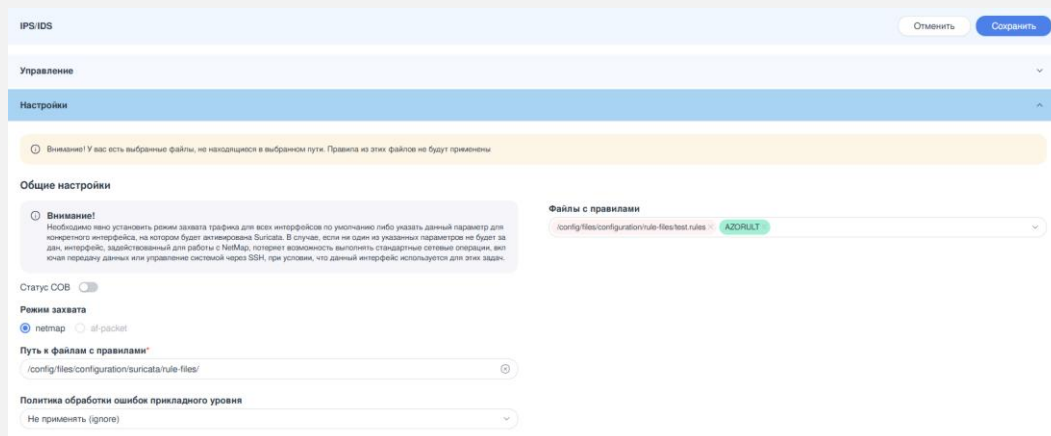 IPS/IDS
Отменить
Сохранить
Управление
Настройки
Внимание! У вас есть выбранные файлы, не находящиеся в выбранном пути. Правила из этих файлов не будут применены
Общие настройки
Внимание!
Необходимо явно установить режим захвата трафика для всех интерфейсов по умолчанию либо указать данный параметр для
конкретного интерфейса, на котором будет активирована Suricata. В случае, если ни один из указанных параметров не будет за
дан, интерфейс, задействованный для работы с NetMap, потеряет возможность выполнять стандартные сетевые операции, вкл
ючая передачу данных или управление системой через SSH, при условии, что данный интерфейс используется для этих задач.
Файлы с правилами
/config/files/configuration/rule-files/test.rules
AZORULT
Статус СОВ
Режим захвата
netmap
af-packet
Путь к файлам с правилами*
/config/files/configuration/suricata/rule-files/
Политика обработки ошибок прикладного уровня
Не применять (ignore)